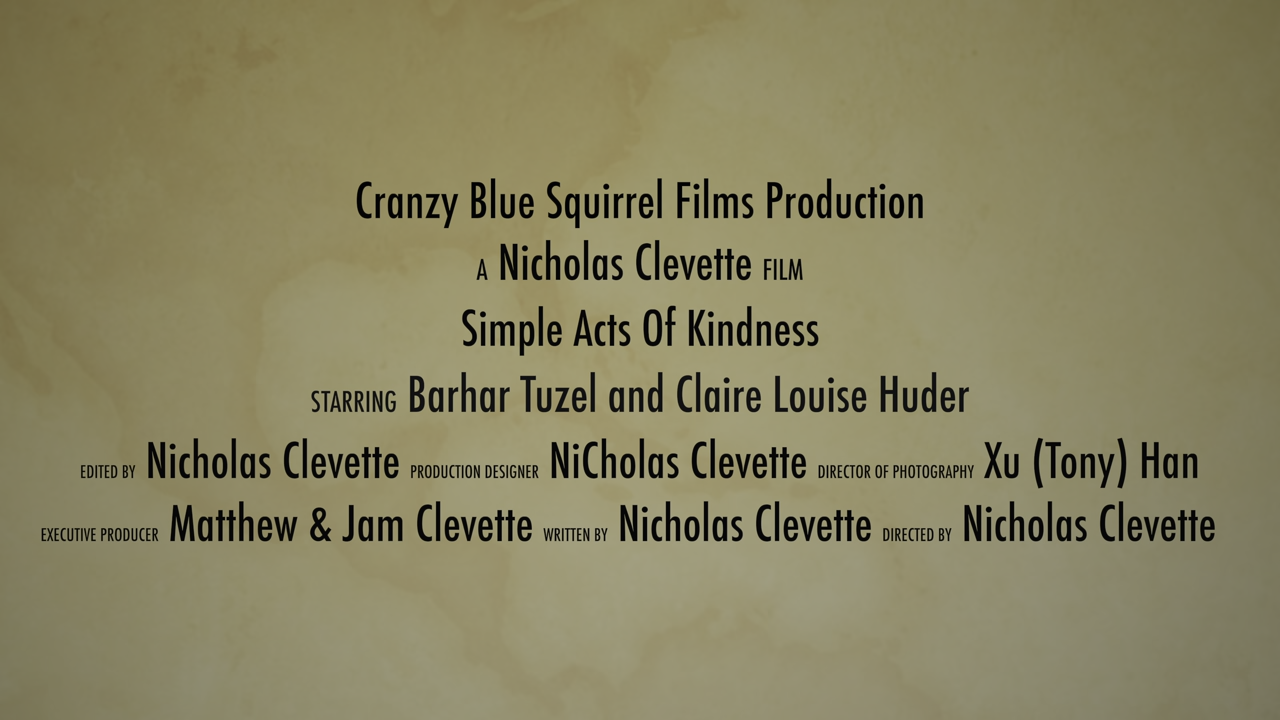 Cranzy Blue Squirrel Films Production
A Nicholas Clevette FILM
Simple Acts Of Kindness
STARRING Barhar Tuzel and Claire Louise Huder
EDITED BY Nicholas Clevette PRODUCTION DESIGNER NiCholas Clevette DIRECTOR OF PHOTOGRAPHY Xu (Tony) Han
EXECUTIVE PRODUCER Matthew & Jam Clevette WRITTEN BY Nicholas Clevette DIRECTED BY Nicholas Clevette